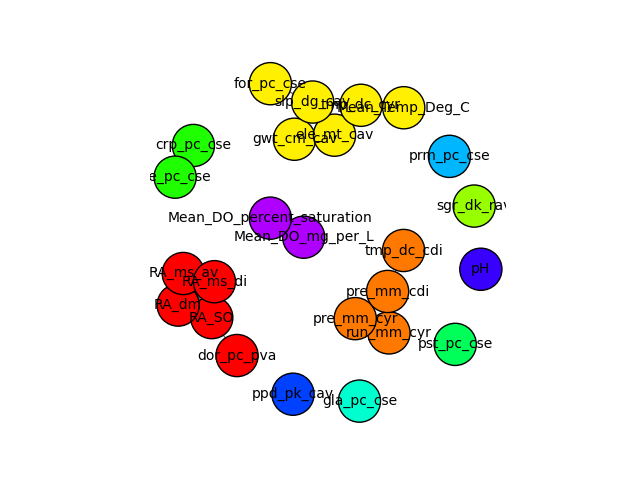 for_pc_cse
slp_dg_cav
tmp_dc_cyr
Mean_Temp_Deg_C
gwt_cm_cav
ele_mt_cav
crp_pc_cse
e_pc_cse
prm_pc_cse
sgr_dk_rav
Mean_DO_percent_saturation
Mean_DO_mg_per_L
tmp_dc_cdi
pH
RA_ms_av
RA_ms_di
RA_dm
RA_SO
pre_mm_cdi
pre_mm_cyr
run_mm_cyr
pst_pc_cse
dor_pc_pva
ppd_pk_cav
gla_pc_cse